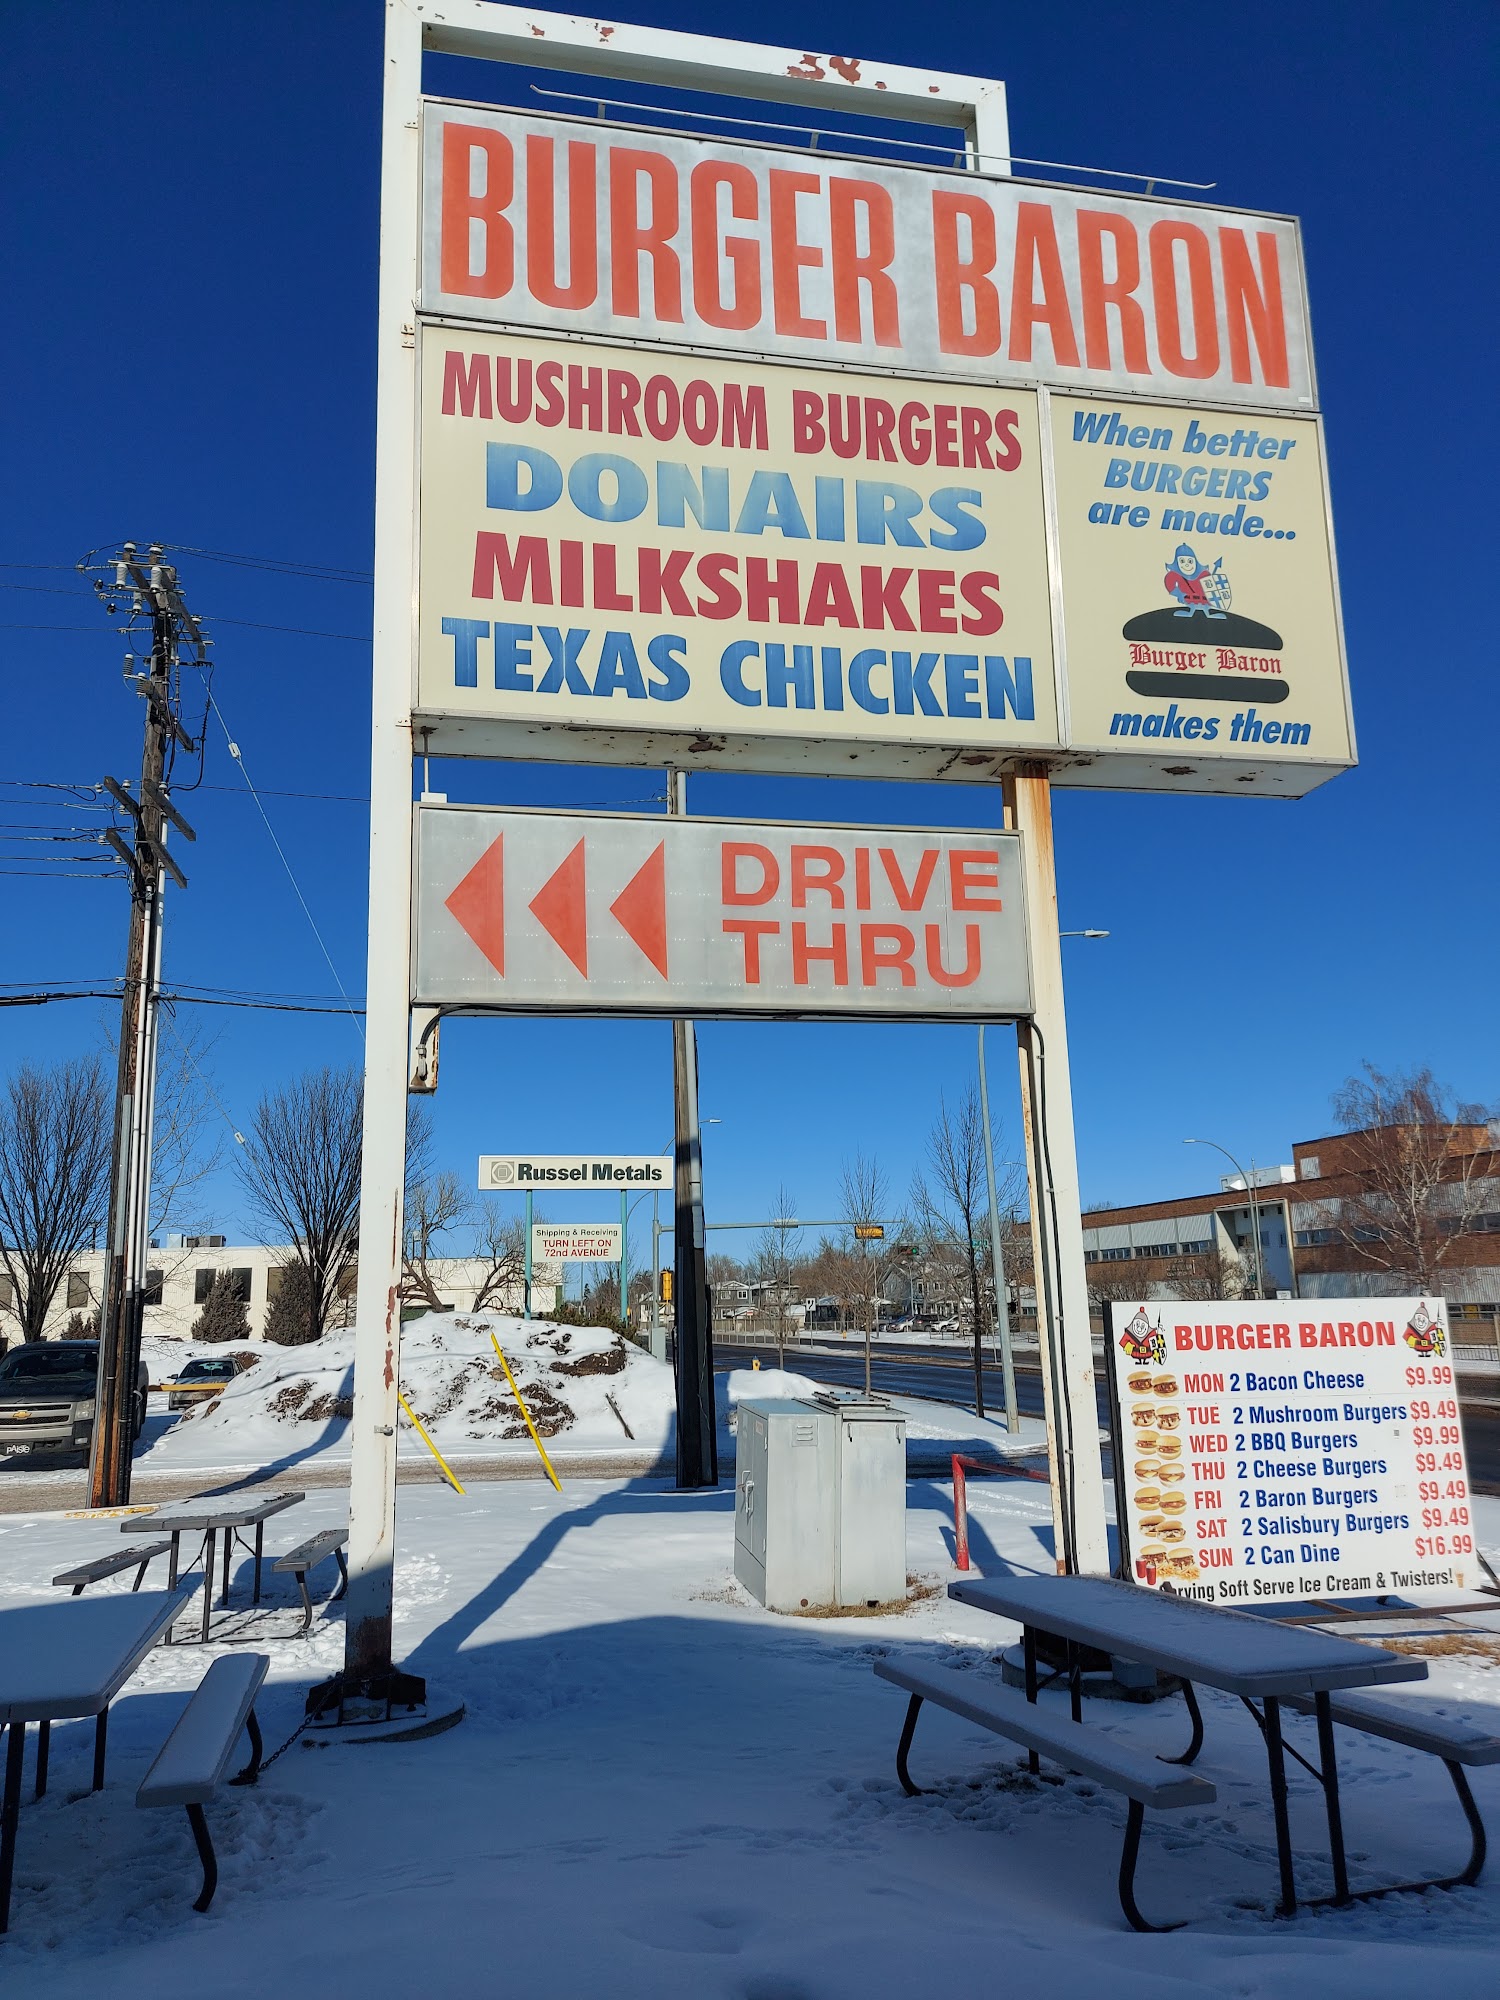 BURGER BARON
MUSHROOM BURGERS
DONAIRS
MILKSHAKES
TEXAS CHICKEN
When better
BURGERS
are made...
Burger Baron
makes them
DRIVE
THRU
Russel Metals
Shipping & Receiving
TURN LEFT ON
72nd AVENUE
BURGER BARON
MON 2 Bacon Cheese $9.99
TUE 2 Mushroom Burgers $9.49
WED 2 BBQ Burgers $9.99
THU 2 Cheese Burgers $9.49
FRI 2 Baron Burgers $9.49
SAT 2 Salisbury Burgers $9.49
SUN 2 Can Dine $16.99
rving Soft Serve Ice Cream & Twisters!
PAISTE